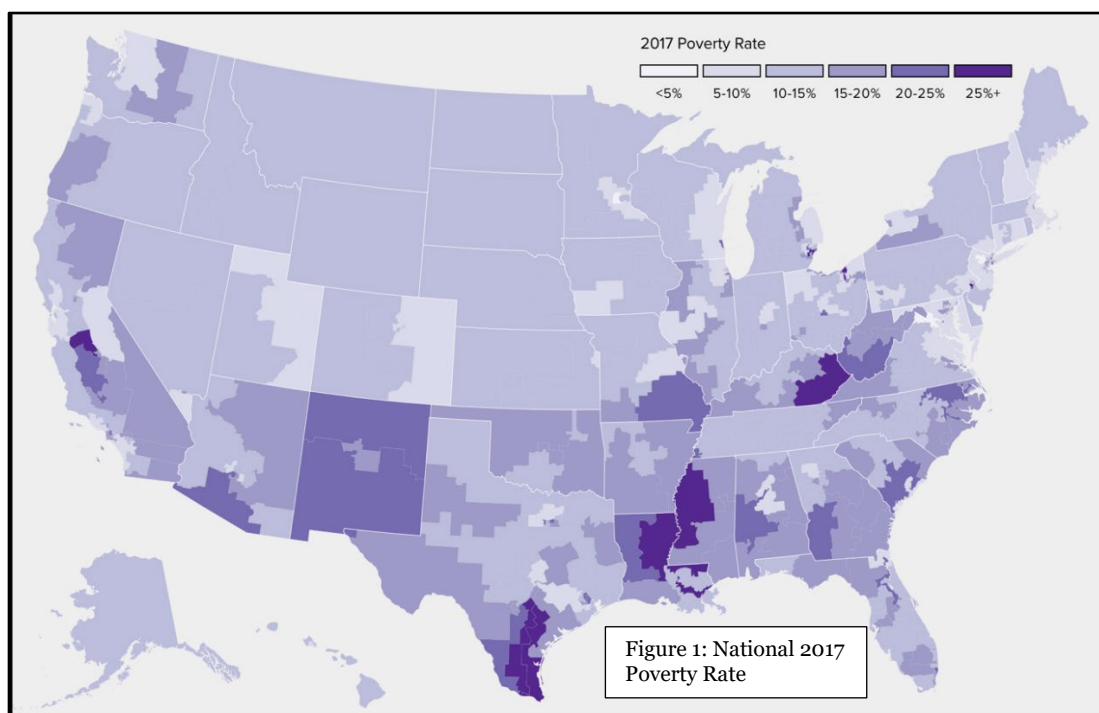 2017 Poverty Rate
<5% 5-10% 10-15% 15-20% 20-25% 25%+
Figure 1: National 2017
Poverty Rate